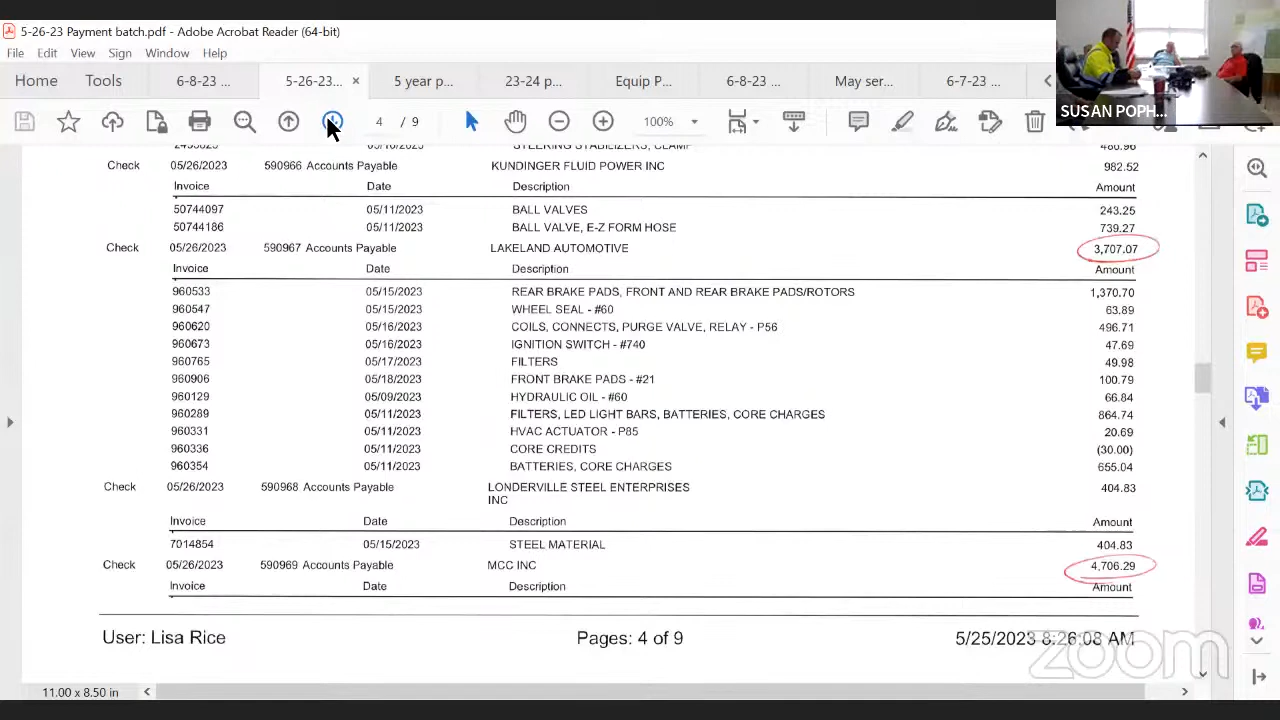 5-26-23 Payment batch.pdf - Adobe Acrobat Reader (64-bit)
File Edit View Sign Window Help
Home Tools 6-8-23 ... 5-26-23... × 5 year p... 23-24 p... Equip P... 6-8-23 ... May ser... 6-7-23 ...
SUSAN POPH...
4 / 9 100%
2453623 05/10/2023 STEERING STABILIZERS, CLAMP 486.96
Check 05/26/2023 590966 Accounts Payable KUNDINGER FLUID POWER INC 982.52
Invoice Date Description Amount
50744097 05/11/2023 BALL VALVES 243.25
50744186 05/11/2023 BALL VALVE, E-Z FORM HOSE 739.27
Check 05/26/2023 590967 Accounts Payable LAKELAND AUTOMOTIVE 3,707.07
Invoice Date Description Amount
960533 05/15/2023 REAR BRAKE PADS, FRONT AND REAR BRAKE PADS/ROTORS 1,370.70
960547 05/15/2023 WHEEL SEAL - #60 63.89
960620 05/16/2023 COILS, CONNECTS, PURGE VALVE, RELAY - P56 496.71
960673 05/16/2023 IGNITION SWITCH - #740 47.69
960765 05/17/2023 FILTERS 49.98
960906 05/18/2023 FRONT BRAKE PADS - #21 100.79
960129 05/09/2023 HYDRAULIC OIL - #60 66.84
960289 05/11/2023 FILTERS, LED LIGHT BARS, BATTERIES, CORE CHARGES 864.74
960331 05/11/2023 HVAC ACTUATOR - P85 20.69
960336 05/11/2023 CORE CREDITS (30.00)
960354 05/11/2023 BATTERIES, CORE CHARGES 655.04
Check 05/26/2023 590968 Accounts Payable LONDERVILLE STEEL ENTERPRISES 404.83
INC
Invoice Date Description Amount
7014854 05/15/2023 STEEL MATERIAL 404.83
Check 05/26/2023 590969 Accounts Payable MCC INC 4,706.29
Invoice Date Description Amount
User: Lisa Rice Pages: 4 of 9 5/25/2023 8:26:08 AM
zoom
11.00 x 8.50 in